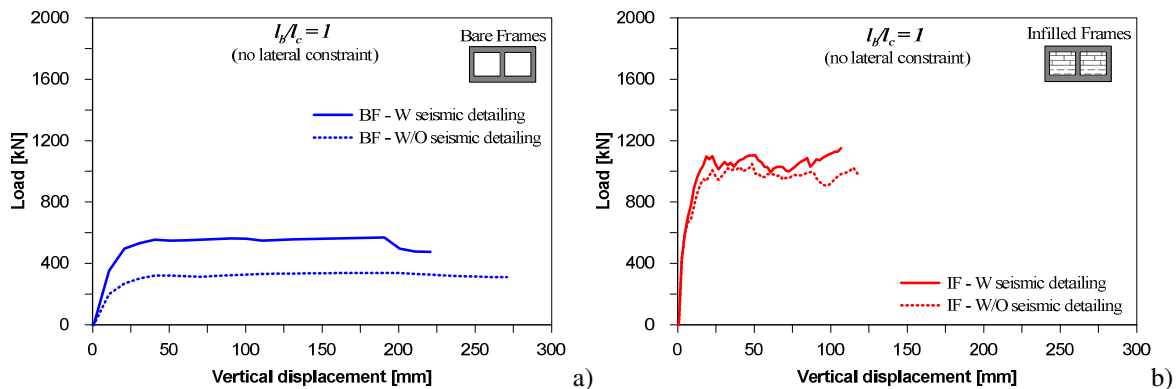 2000
1600
1200
800
400
0
Load [kN]
l_b/l_c = 1
(no lateral constraint)
Bare Frames
BF - W seismic detailing
BF - W/O seismic detailing
0 50 100 150 200 250 300
Vertical displacement [mm]
a)
2000
1600
1200
800
400
0
Load [kN]
l_b/l_c = 1
(no lateral constraint)
Infilled Frames
IF - W seismic detailing
IF - W/O seismic detailing
0 50 100 150 200 250 300
Vertical displacement [mm]
b)